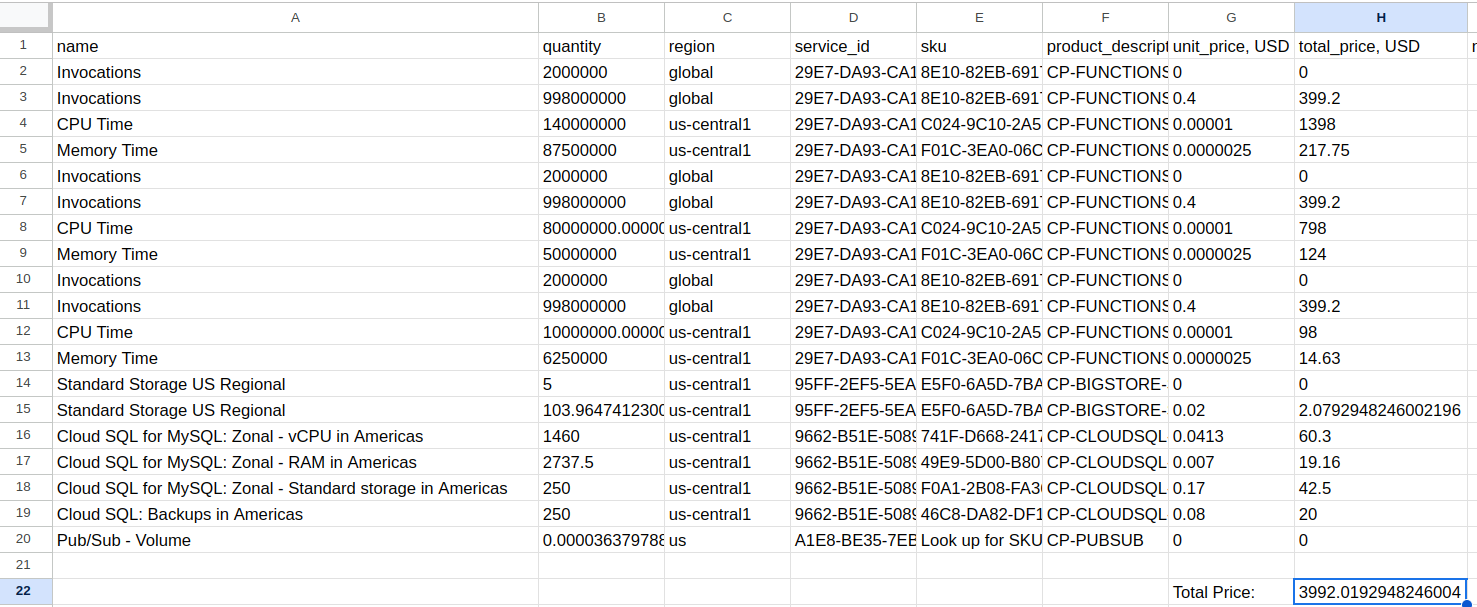 A B C D E F G H
1 name quantity region service_id sku product_descript unit_price, USD total_price, USD
2 Invocations 2000000 global 29E7-DA93-CA1 8E10-82EB-691 CP-FUNCTIONS 0 0
3 Invocations 998000000 global 29E7-DA93-CA1 8E10-82EB-691 CP-FUNCTIONS 0.4 399.2
4 CPU Time 140000000 us-central1 29E7-DA93-CA1 C024-9C10-2A5 CP-FUNCTIONS 0.00001 1398
5 Memory Time 87500000 us-central1 29E7-DA93-CA1 F01C-3EA0-06C CP-FUNCTIONS 0.0000025 217.75
6 Invocations 2000000 global 29E7-DA93-CA1 8E10-82EB-691 CP-FUNCTIONS 0 0
7 Invocations 998000000 global 29E7-DA93-CA1 8E10-82EB-691 CP-FUNCTIONS 0.4 399.2
8 CPU Time 80000000.00000 us-central1 29E7-DA93-CA1 C024-9C10-2A5 CP-FUNCTIONS 0.00001 798
9 Memory Time 50000000 us-central1 29E7-DA93-CA1 F01C-3EA0-06C CP-FUNCTIONS 0.0000025 124
10 Invocations 2000000 global 29E7-DA93-CA1 8E10-82EB-691 CP-FUNCTIONS 0 0
11 Invocations 998000000 global 29E7-DA93-CA1 8E10-82EB-691 CP-FUNCTIONS 0.4 399.2
12 CPU Time 10000000.00000 us-central1 29E7-DA93-CA1 C024-9C10-2A5 CP-FUNCTIONS 0.00001 98
13 Memory Time 6250000 us-central1 29E7-DA93-CA1 F01C-3EA0-06C CP-FUNCTIONS 0.0000025 14.63
14 Standard Storage US Regional 5 us-central1 95FF-2EF5-5EA E5F0-6A5D-7BA CP-BIGSTORE- 0 0
15 Standard Storage US Regional 103.9647412300 us-central1 95FF-2EF5-5EA E5F0-6A5D-7BA CP-BIGSTORE- 0.02 2.0792948246002196
16 Cloud SQL for MySQL: Zonal - vCPU in Americas 1460 us-central1 9662-B51E-5089 741F-D668-2417 CP-CLOUDSQL 0.0413 60.3
17 Cloud SQL for MySQL: Zonal - RAM in Americas 2737.5 us-central1 9662-B51E-5089 49E9-5D00-B80 CP-CLOUDSQL 0.007 19.16
18 Cloud SQL for MySQL: Zonal - Standard storage in Americas 250 us-central1 9662-B51E-5089 F0A1-2B08-FA3 CP-CLOUDSQL 0.17 42.5
19 Cloud SQL: Backups in Americas 250 us-central1 9662-B51E-5089 46C8-DA82-DF1 CP-CLOUDSQL 0.08 20
20 Pub/Sub - Volume 0.000036379788 us A1E8-BE35-7EB Look up for SKU CP-PUBSUB 0 0
21
22 Total Price: 3992.0192948246004